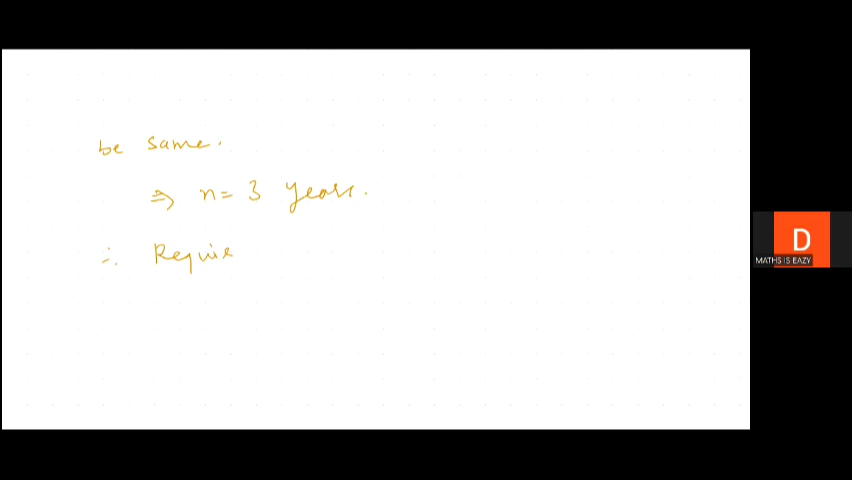 be same.
⇒ n = 3 years.
∴ Require
D
MATHS IS EAZY